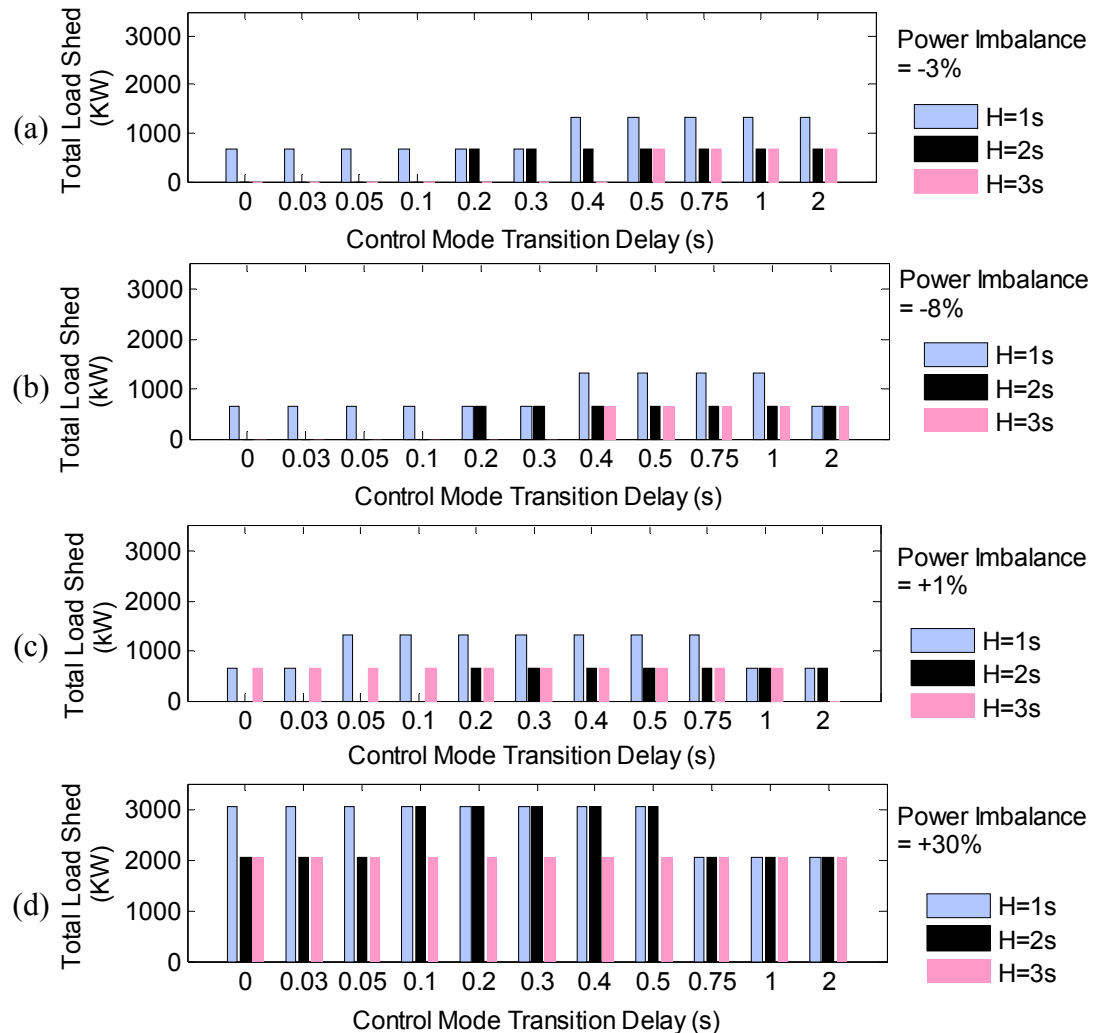 (a)
Total Load Shed
(KW)
3000
2000
1000
0
0 0.03 0.05 0.1 0.2 0.3 0.4 0.5 0.75 1 2
Control Mode Transition Delay (s)
Power Imbalance
= -3%
H=1s
H=2s
H=3s
(b)
Total Load Shed
(kW)
3000
2000
1000
0
0 0.03 0.05 0.1 0.2 0.3 0.4 0.5 0.75 1 2
Control Mode Transition Delay (s)
Power Imbalance
= -8%
H=1s
H=2s
H=3s
(c)
Total Load Shed
(kW)
3000
2000
1000
0
0 0.03 0.05 0.1 0.2 0.3 0.4 0.5 0.75 1 2
Control Mode Transition Delay (s)
Power Imbalance
= +1%
H=1s
H=2s
H=3s
(d)
Total Load Shed
(KW)
3000
2000
1000
0
0 0.03 0.05 0.1 0.2 0.3 0.4 0.5 0.75 1 2
Control Mode Transition Delay (s)
Power Imbalance
= +30%
H=1s
H=2s
H=3s